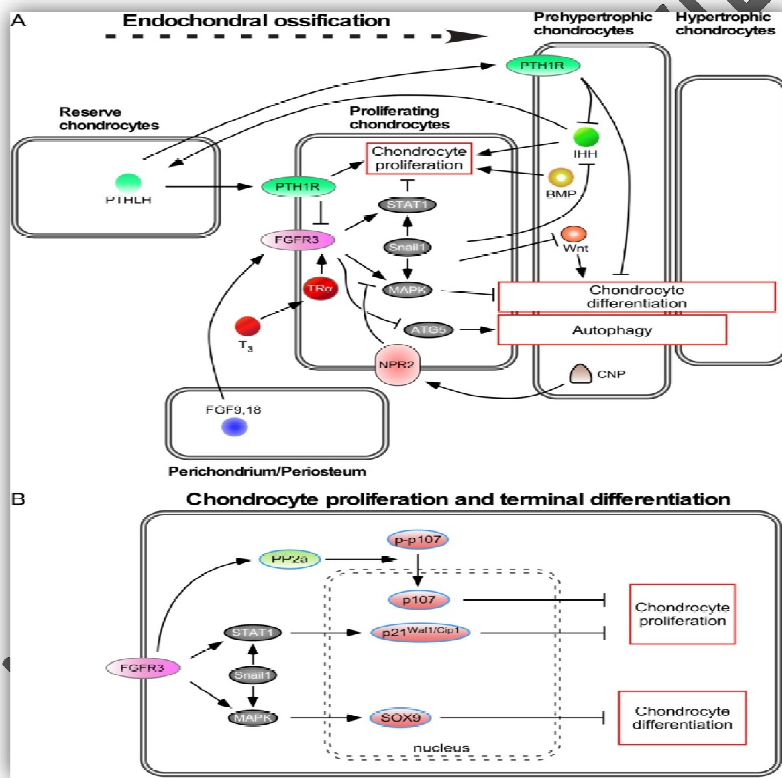 A
Endochondral ossification
Prehypertrophic
chondrocytes
Hypertrophic
chondrocytes
PTH1R
Reserve
chondrocytes
Proliferating
chondrocytes
Chondrocyte
proliferation
IHH
PTHLH
PTH1R
BMP
STAT1
FGFR3
Snail1
Wnt
TRα
MAPK
Chondrocyte
differentiation
T3
ATG5
Autophagy
NPR2
CNP
FGF9,18
Perichondrium/Periosteum
B
Chondrocyte proliferation and terminal differentiation
p-p107
PP2a
p107
Chondrocyte
proliferation
STAT1
p21Waf1/Cip1
FGFR3
Snail1
MAPK
SOX9
Chondrocyte
differentiation
nucleus